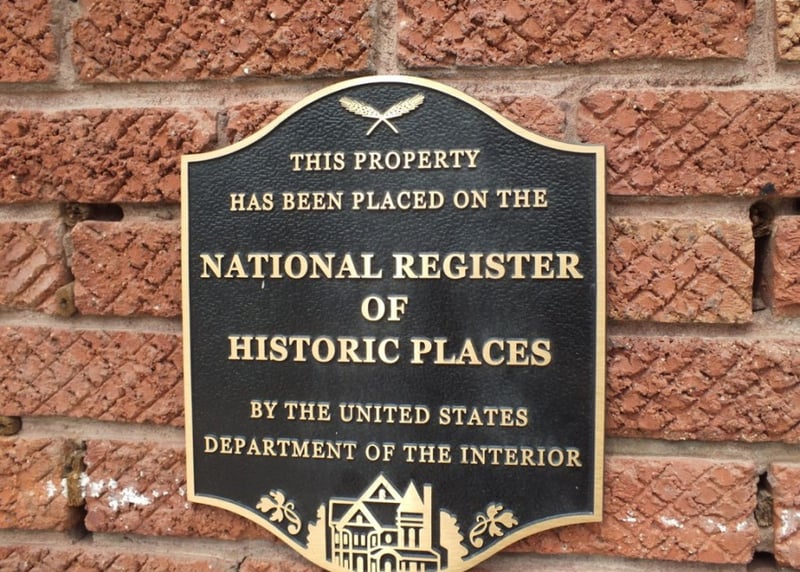 THIS PROPERTY
HAS BEEN PLACED ON THE
NATIONAL REGISTER
OF
HISTORIC PLACES
BY THE UNITED STATES
DEPARTMENT OF THE INTERIOR